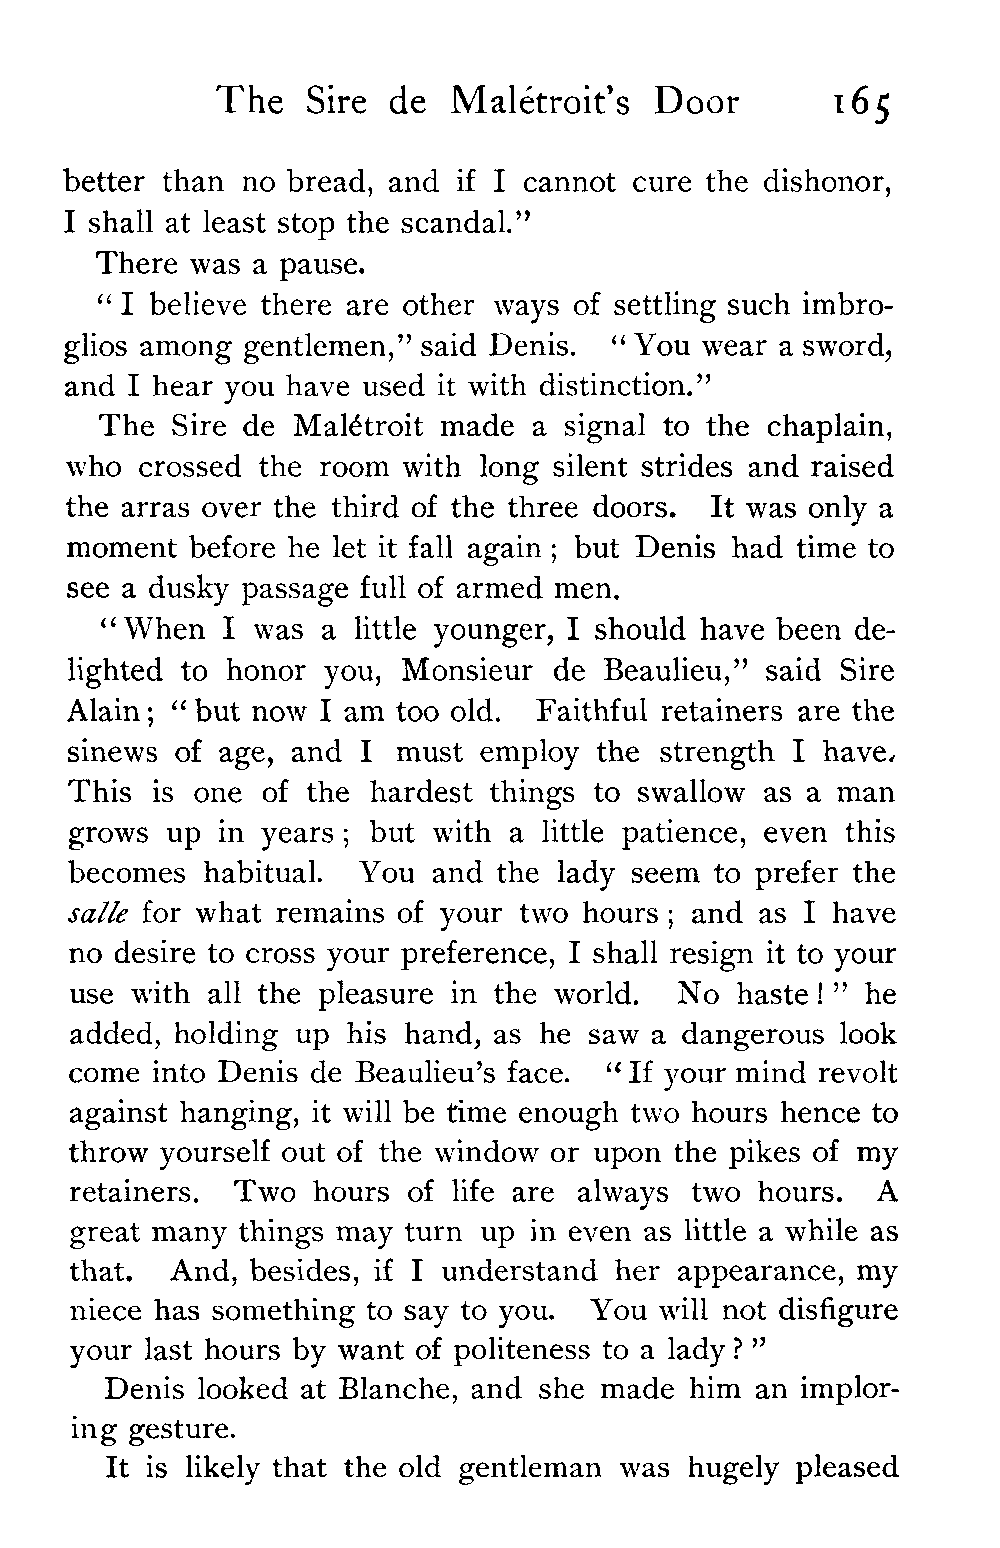 The Sire de Malétroit's Door 165
better than no bread, and if I cannot cure the dishonor,
I shall at least stop the scandal."
There was a pause.
"I believe there are other ways of settling such imbro-
glios among gentlemen," said Denis. "You wear a sword,
and I hear you have used it with distinction."
The Sire de Malétroit made a signal to the chaplain,
who crossed the room with long silent strides and raised
the arras over the third of the three doors. It was only a
moment before he let it fall again; but Denis had time to
see a dusky passage full of armed men.
"When I was a little younger, I should have been de-
lighted to honor you, Monsieur de Beaulieu," said Sire
Alain; "but now I am too old. Faithful retainers are the
sinews of age, and I must employ the strength I have.
This is one of the hardest things to swallow as a man
grows up in years; but with a little patience, even this
becomes habitual. You and the lady seem to prefer the
salle for what remains of your two hours; and as I have
no desire to cross your preference, I shall resign it to your
use with all the pleasure in the world. No haste!" he
added, holding up his hand, as he saw a dangerous look
come into Denis de Beaulieu's face. "If your mind revolt
against hanging, it will be time enough two hours hence to
throw yourself out of the window or upon the pikes of my
retainers. Two hours of life are always two hours. A
great many things may turn up in even as little a while as
that. And, besides, if I understand her appearance, my
niece has something to say to you. You will not disfigure
your last hours by want of politeness to a lady?"
Denis looked at Blanche, and she made him an implor-
ing gesture.
It is likely that the old gentleman was hugely pleased